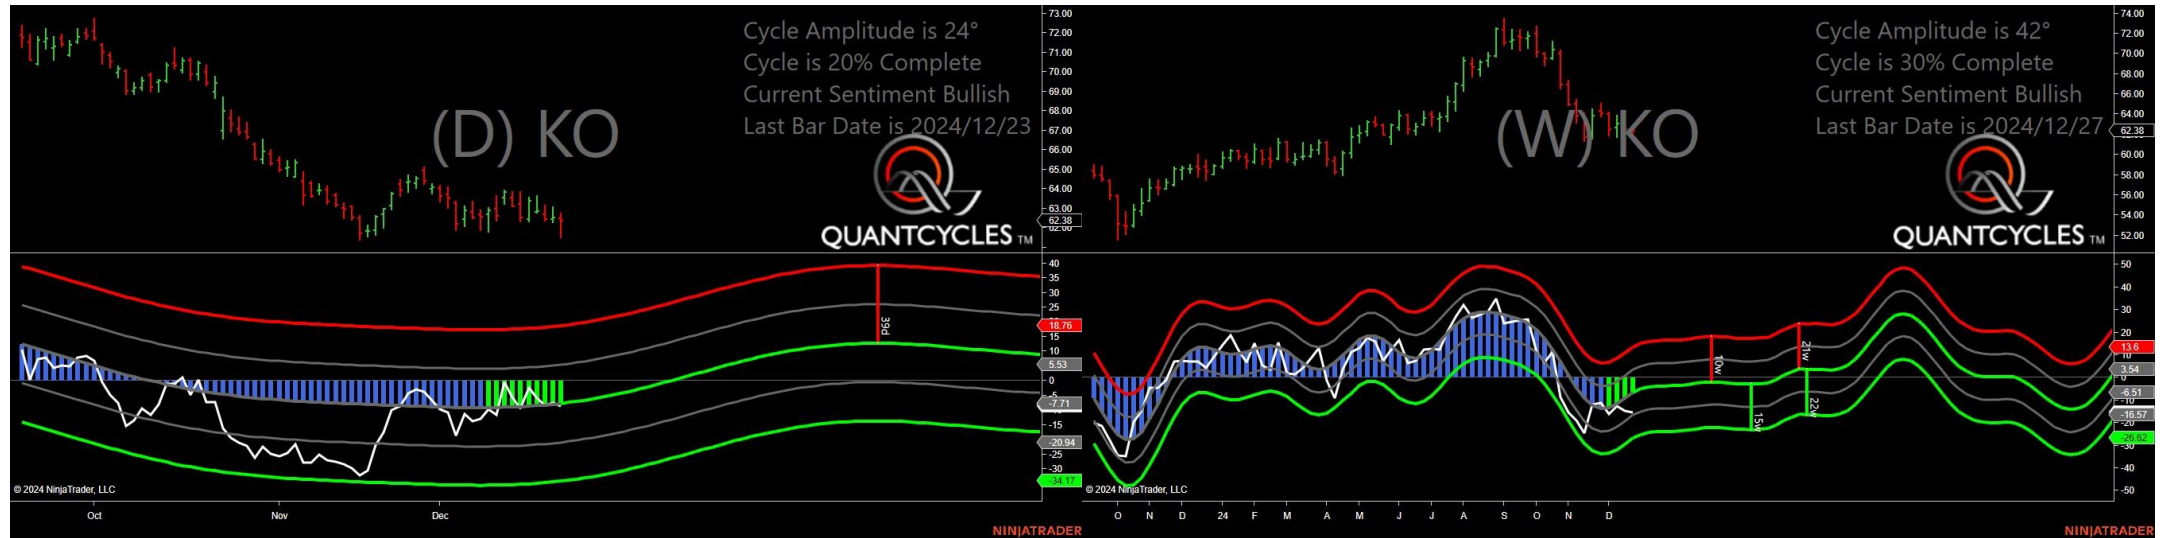 Cycle Amplitude is 24°
Cycle is 20% Complete
Current Sentiment Bullish
Last Bar Date is 2024/12/23
(D) KO
QUANTCYCLES TM
73.00
72.00
71.00
70.00
69.00
68.00
67.00
66.00
65.00
64.00
63.00
62.38
62.00
40
35
30
25
18.76
15
10
5.53
0
-5
-7.71
-15
-20.94
-25
-30
-34.17
39d
© 2024 NinjaTrader, LLC
Oct Nov Dec
NINJATRADER
Cycle Amplitude is 42°
Cycle is 30% Complete
Current Sentiment Bullish
Last Bar Date is 2024/12/27
(W) KO
QUANTCYCLES TM
74.00
72.00
70.00
68.00
66.00
64.00
62.38
60.00
58.00
56.00
54.00
52.00
50
40
30
20
13.6
10
3.54
0
-6.51
-10
-16.57
-20
-26.62
-30
-40
-50
10w
15w
21w
22w
© 2024 NinjaTrader, LLC
O N D 24 F M A M J J A S O N D
NINJATRADER